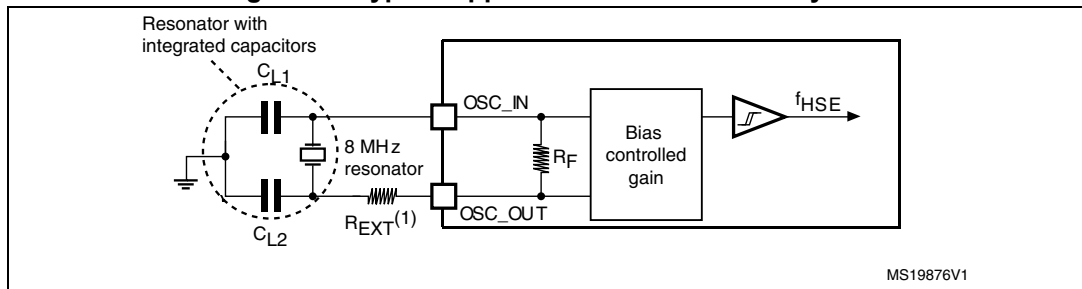 Resonator with
integrated capacitors
CL1
OSC_IN
fHSE
8 MHz
resonator
RF
Bias
controlled
gain
REXT(1)
OSC_OUT
CL2
MS19876V1